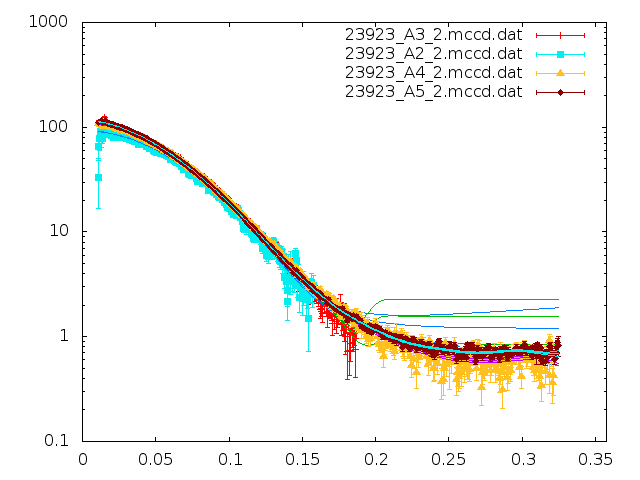 1000
23923_A3_2.mccd.dat
23923_A2_2.mccd.dat
23923_A4_2.mccd.dat
23923_A5_2.mccd.dat
100
10
1
0.1
0 0.05 0.1 0.15 0.2 0.25 0.3 0.35